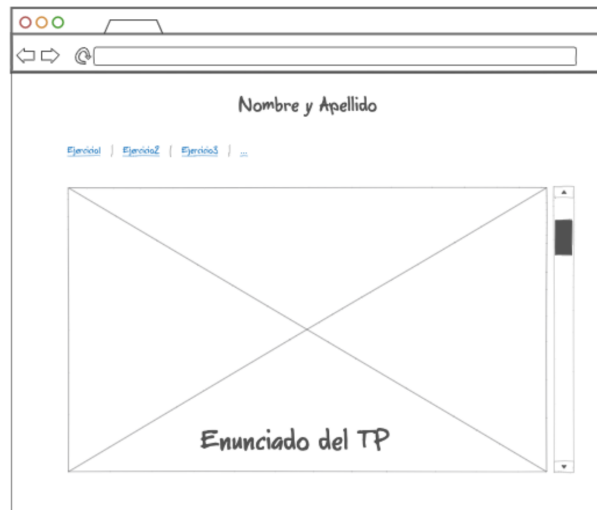 Nombre y Apellido
Ejercicio1 | Ejercicio2 | Ejercicio3 | ...
Enunciado del TP